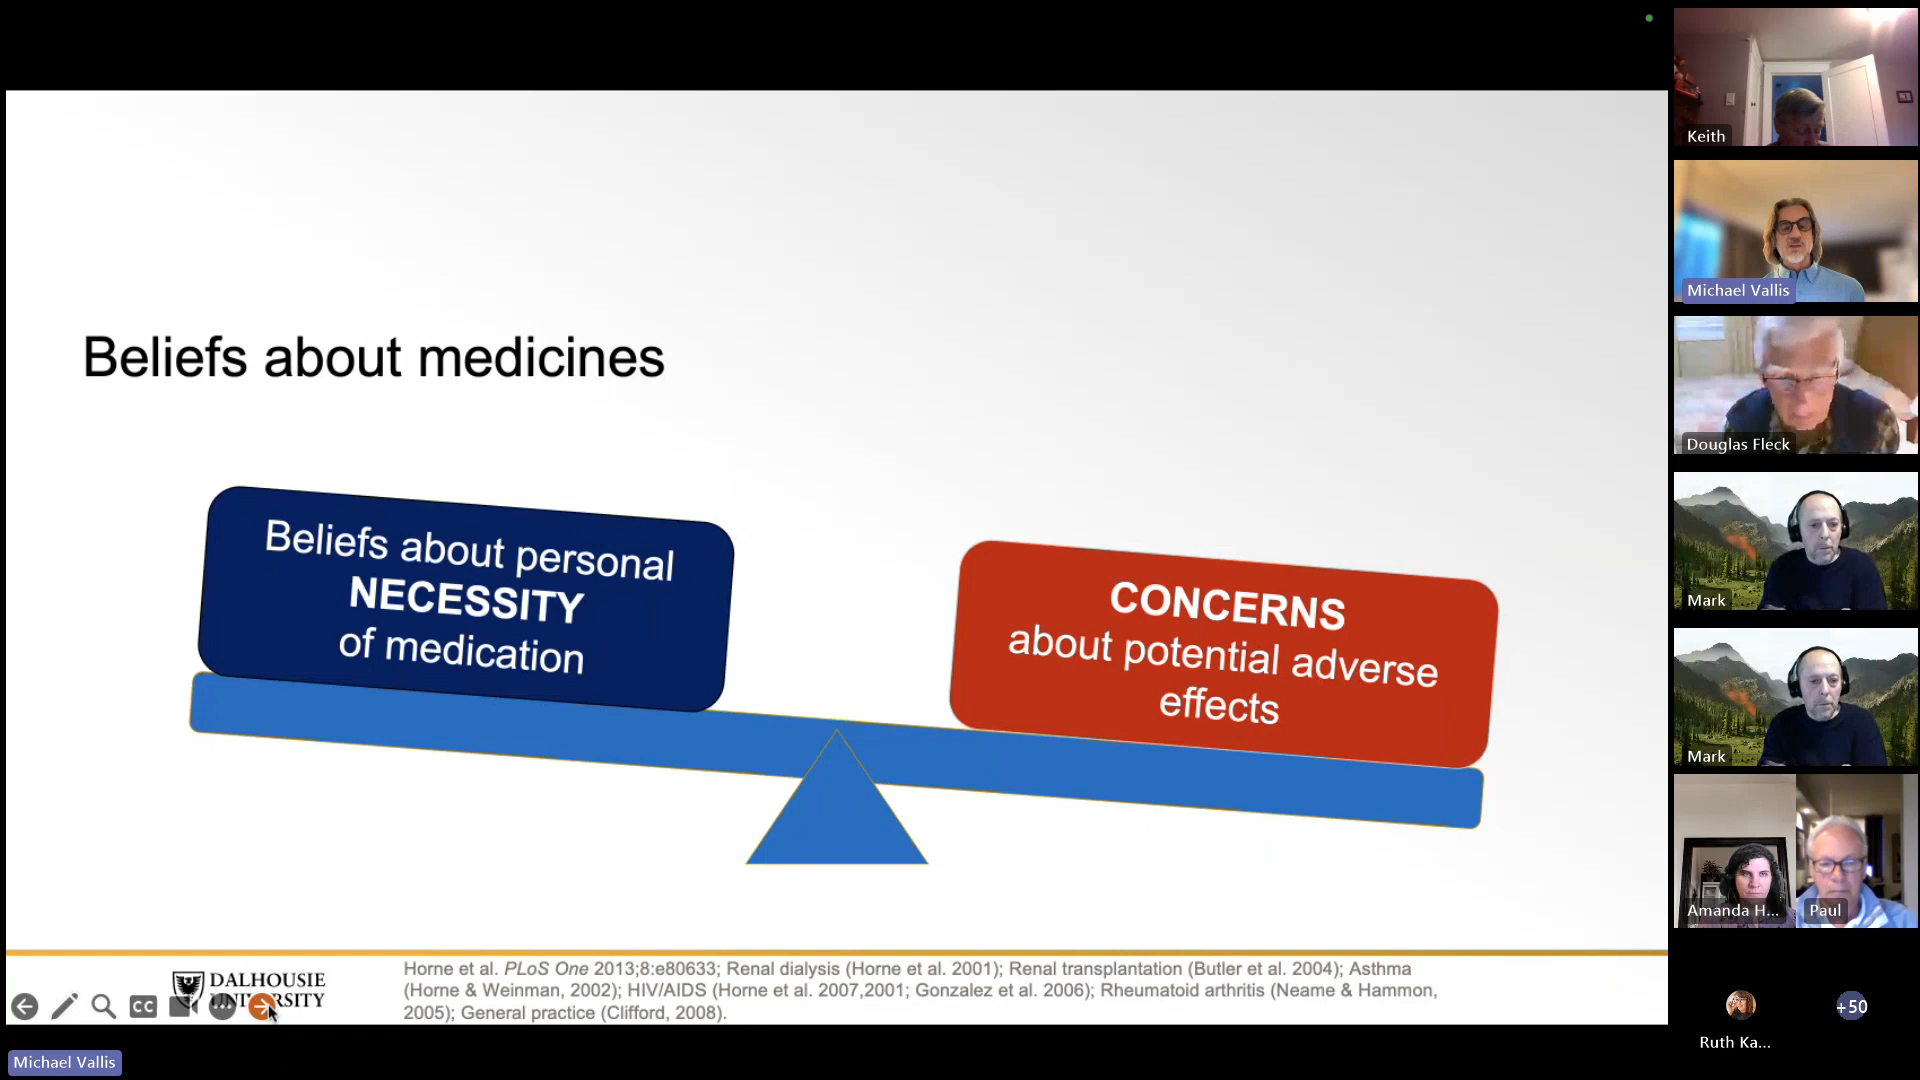 Beliefs about medicines
Beliefs about personal
NECESSITY
of medication
CONCERNS
about potential adverse
effects
DALHOUSIE
UNIVERSITY
Horne et al. PLoS One 2013;8:e80633; Renal dialysis (Horne et al. 2001); Renal transplantation (Butler et al. 2004); Asthma
(Horne & Weinman, 2002); HIV/AIDS (Horne et al. 2007,2001; Gonzalez et al. 2006); Rheumatoid arthritis (Neame & Hammon,
2005); General practice (Clifford, 2008).
CC
Michael Vallis
Keith
Michael Vallis
Douglas Fleck
Mark
Mark
Amanda H...
Paul
Ruth Ka...
+50